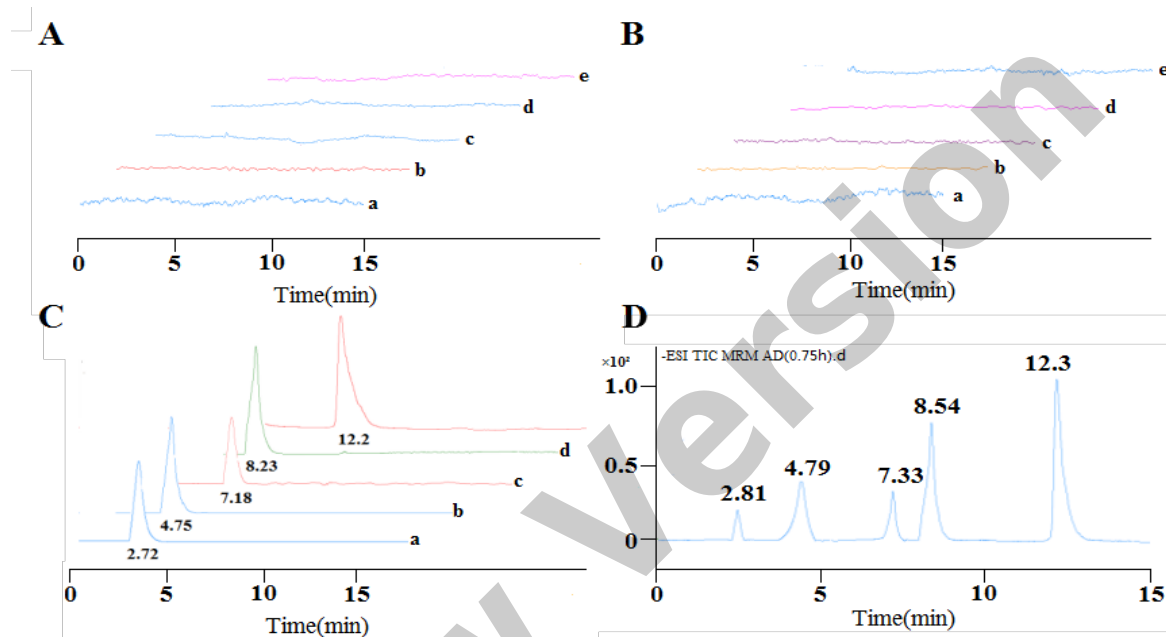 A
e
d
c
b
a
0 5 10 15
Time(min)
B
e
d
c
b
a
0 5 10 15
Time(min)
C
12.2
d
8.23
c
7.18
b
4.75
a
2.72
0 5 10 15
Time(min)
D
-ESI TIC MRM AD(0.75h).d
×10²
1.0
0.5
0
2.81
4.79
7.33
8.54
12.3
0 5 10 15
Time(min)
Version